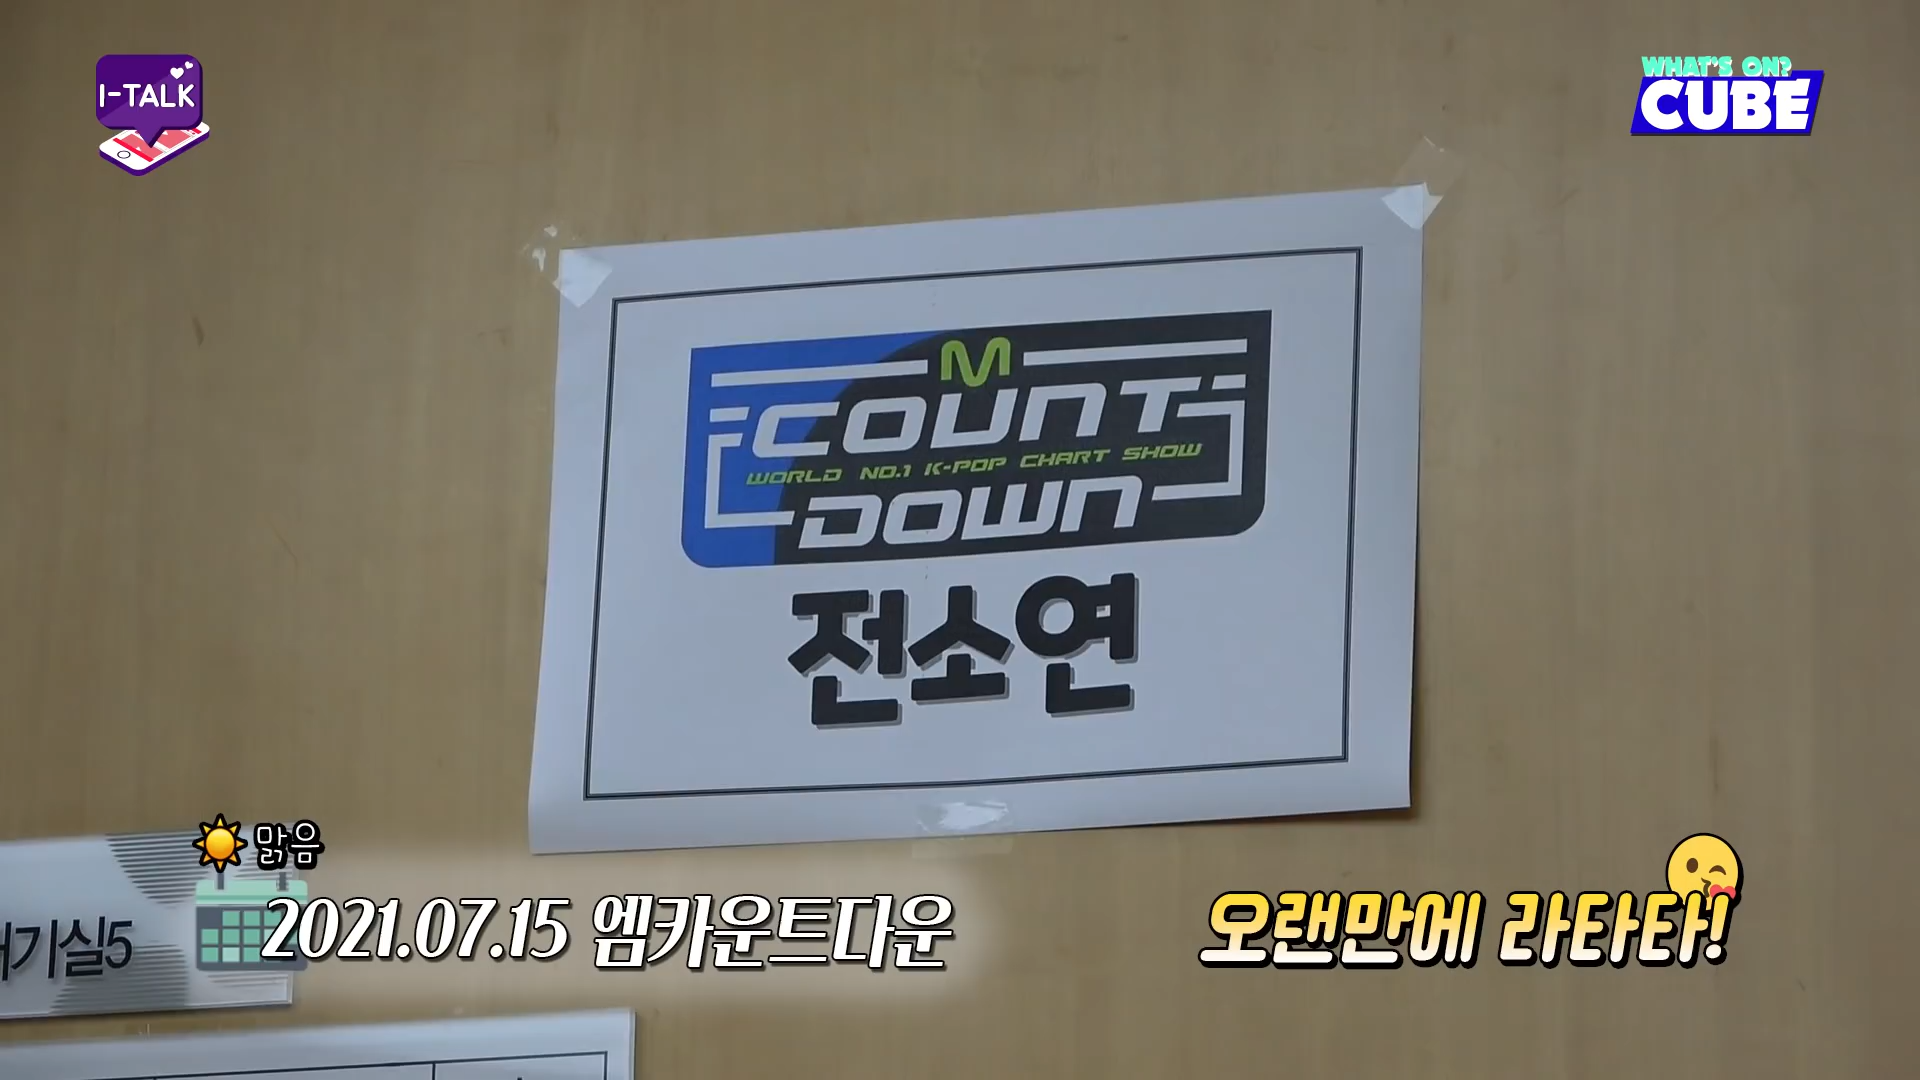 I-TALK
WHAT'S ON?
CUBE
M
COUNT
WORLD NO.1 K-POP CHART SHOW
DOWN
전소연
맑음
기실5
2021.07.15 엠카운트다운
오랜만에 라타타!